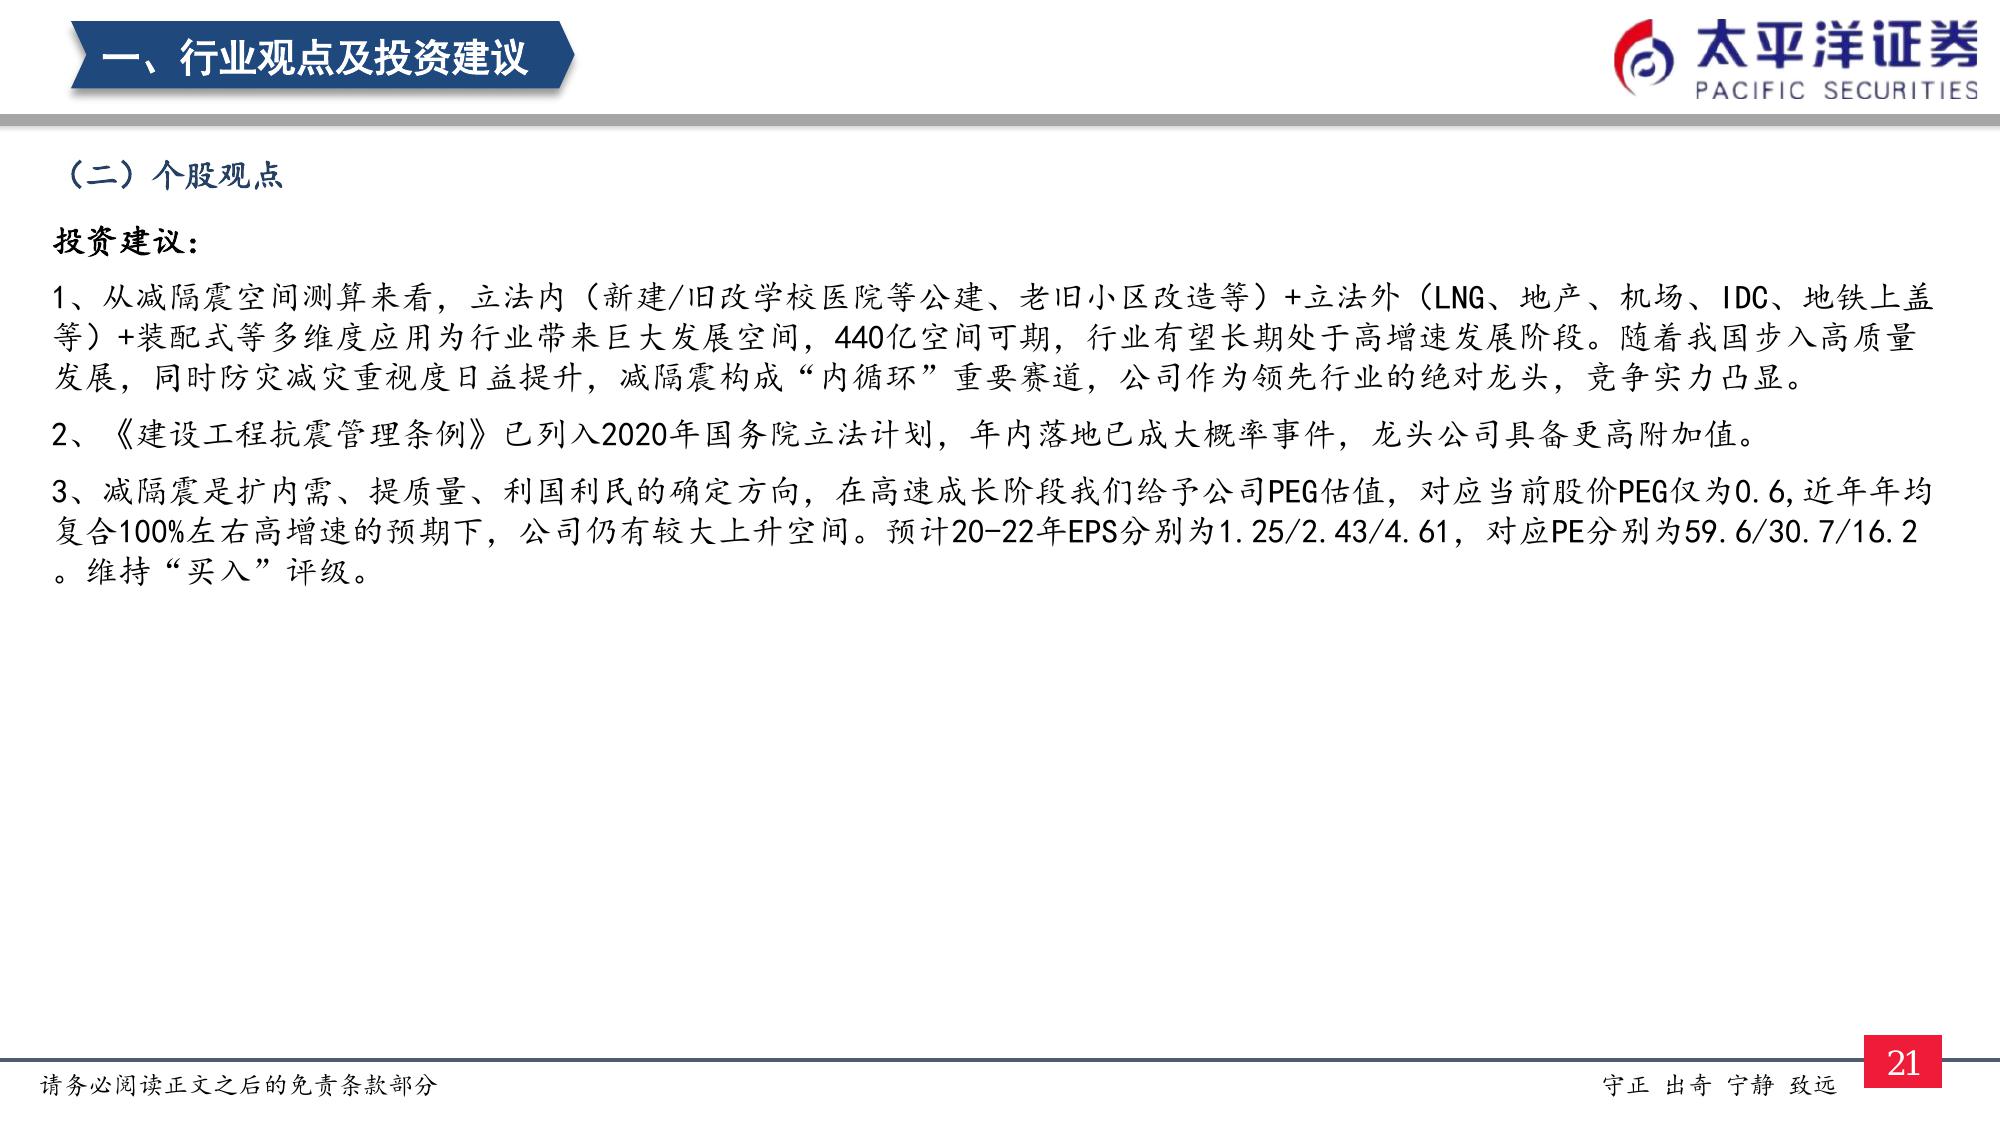 一、行业观点及投资建议
太平洋证券
PACIFIC SECURITIES
（二）个股观点
投资建议：
1、从减隔震空间测算来看，立法内（新建/旧改学校医院等公建、老旧小区改造等）+立法外（LNG、地产、机场、IDC、地铁上盖
等）+装配式等多维度应用为行业带来巨大发展空间，440亿空间可期，行业有望长期处于高增速发展阶段。随着我国步入高质量
发展，同时防灾减灾重视度日益提升，减隔震构成“内循环”重要赛道，公司作为领先行业的绝对龙头，竞争实力凸显。
2、《建设工程抗震管理条例》已列入2020年国务院立法计划，年内落地已成大概率事件，龙头公司具备更高附加值。
3、减隔震是扩内需、提质量、利国利民的确定方向，在高速成长阶段我们给予公司PEG估值，对应当前股价PEG仅为0.6,近年年均
复合100%左右高增速的预期下，公司仍有较大上升空间。预计20-22年EPS分别为1.25/2.43/4.61，对应PE分别为59.6/30.7/16.2
。维持“买入”评级。
请务必阅读正文之后的免责条款部分
守正 出奇 宁静 致远
21